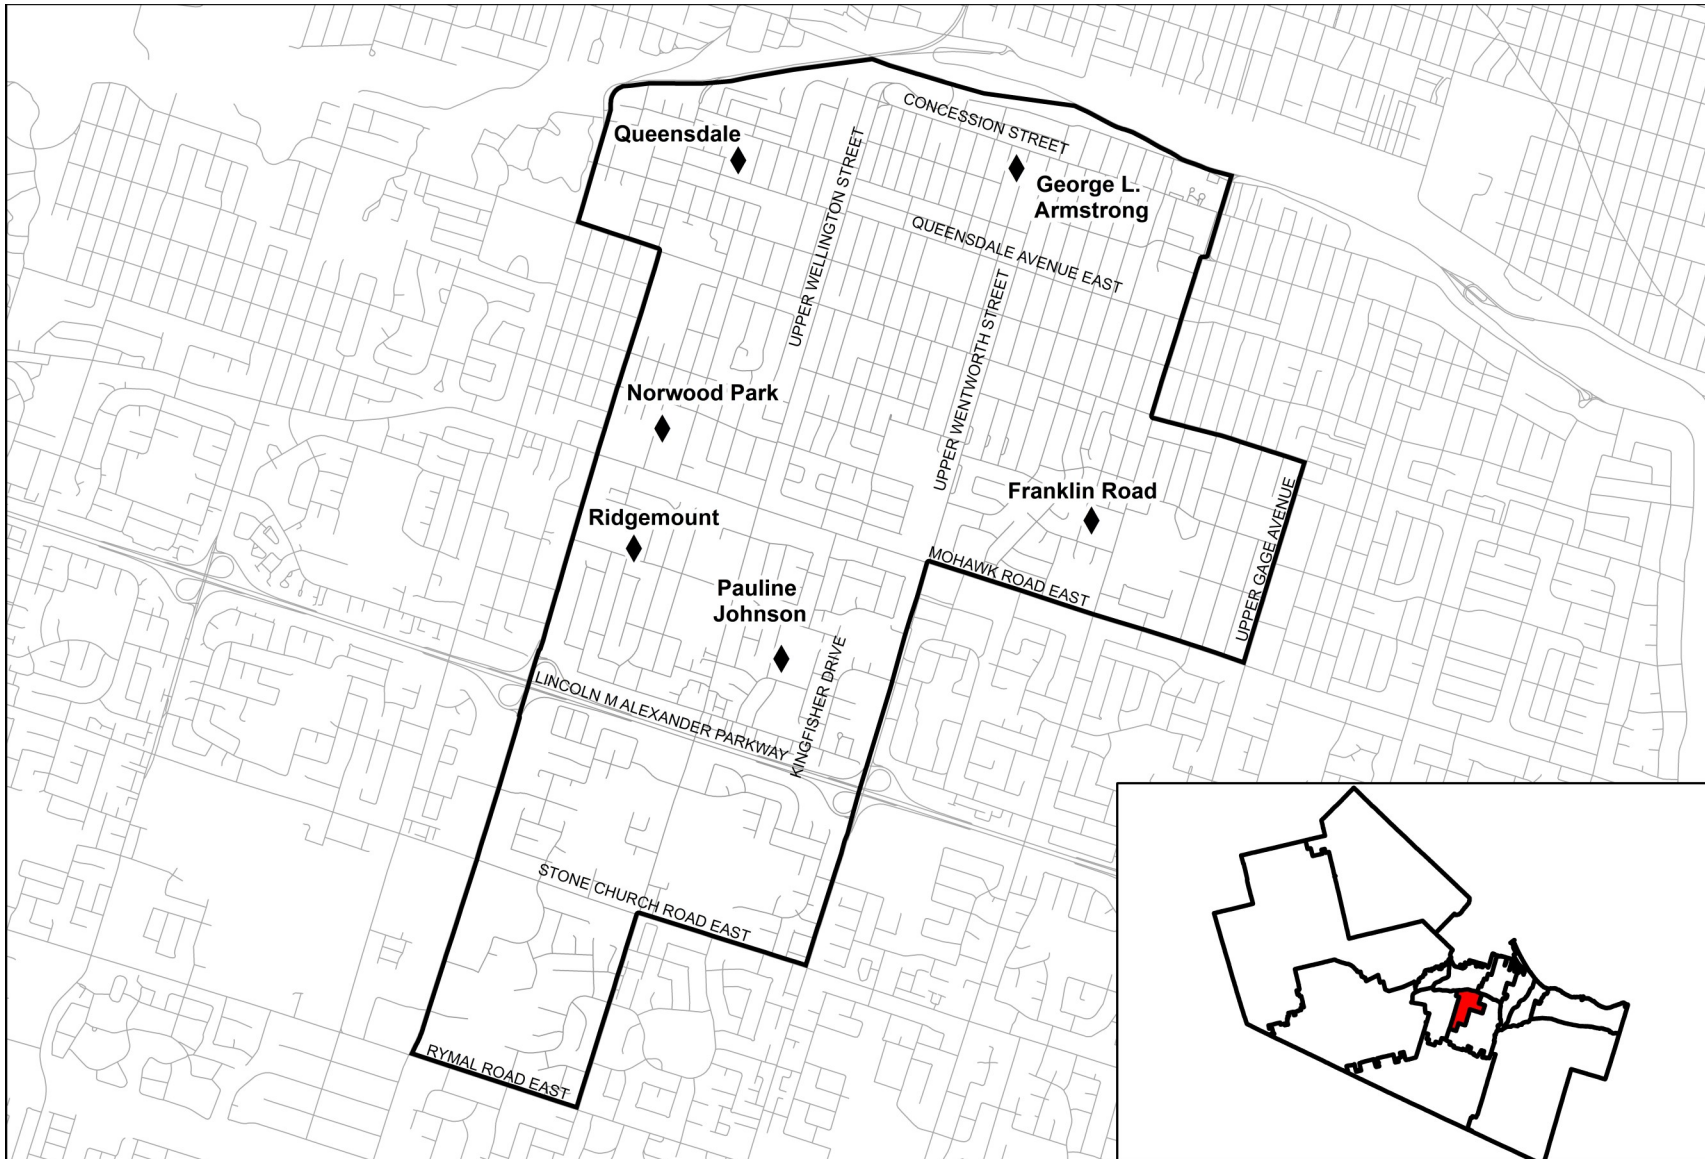 CONCESSION STREET
Queensdale
George L.
Armstrong
UPPER WELLINGTON STREET
QUEENSDALE AVENUE EAST
UPPER WENTWORTH STREET
Norwood Park
Franklin Road
Ridgemount
UPPER GAGE AVENUE
MOHAWK ROAD EAST
Pauline
Johnson
KINGFISHER DRIVE
LINCOLN M ALEXANDER PARKWAY
STONE CHURCH ROAD EAST
RYMAL ROAD EAST